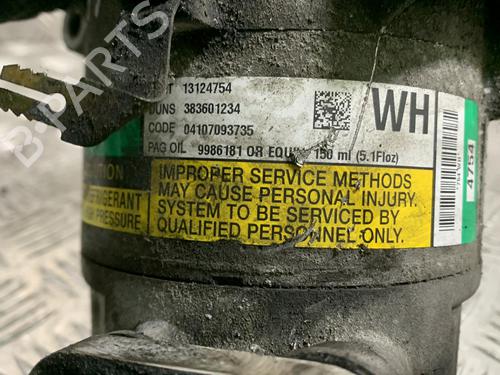 13124754
DUNS 383601234
CODE 04107093735
PAG OIL 9986181 OR EQUIV 150 ml (5.1Floz)
WH
4754
IMPROPER SERVICE METHODS
MAY CAUSE PERSONAL INJURY.
SYSTEM TO BE SERVICED BY
QUALIFIED PERSONNEL ONLY.
REFRIGERANT
PRESSURE
B-Parts